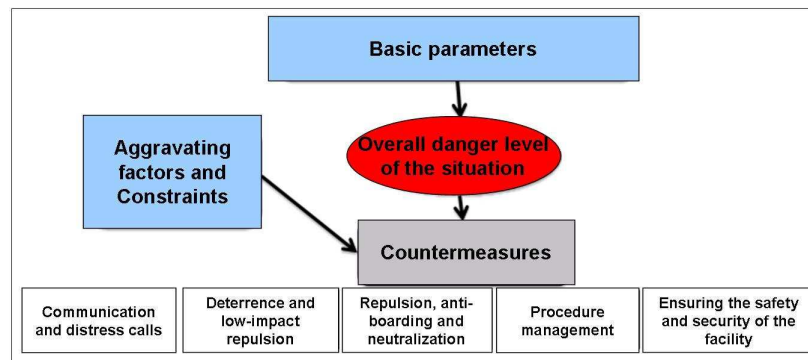 Basic parameters
Overall danger level
of the situation
Aggravating
factors and
Constraints
Countermeasures
Communication
and distress calls
Deterrence and
low-impact
repulsion
Repulsion, anti-
boarding and
neutralization
Procedure
management
Ensuring the safety
and security of the
facility